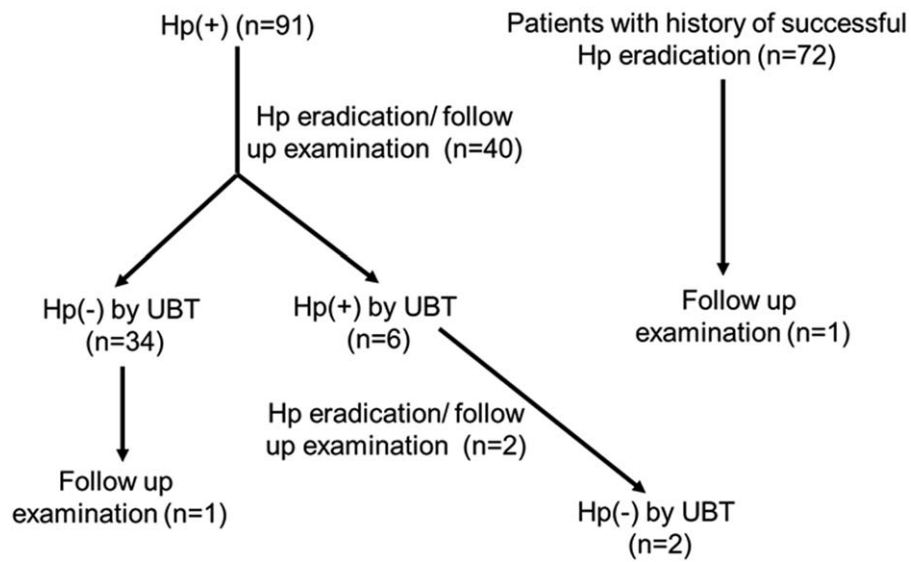 Hp(+) (n=91)
Patients with history of successful
Hp eradication (n=72)
Hp eradication/ follow
up examination (n=40)
Hp(-) by UBT
(n=34)
Hp(+) by UBT
(n=6)
Follow up
examination (n=1)
Hp eradication/ follow
up examination (n=2)
Follow up
examination (n=1)
Hp(-) by UBT
(n=2)